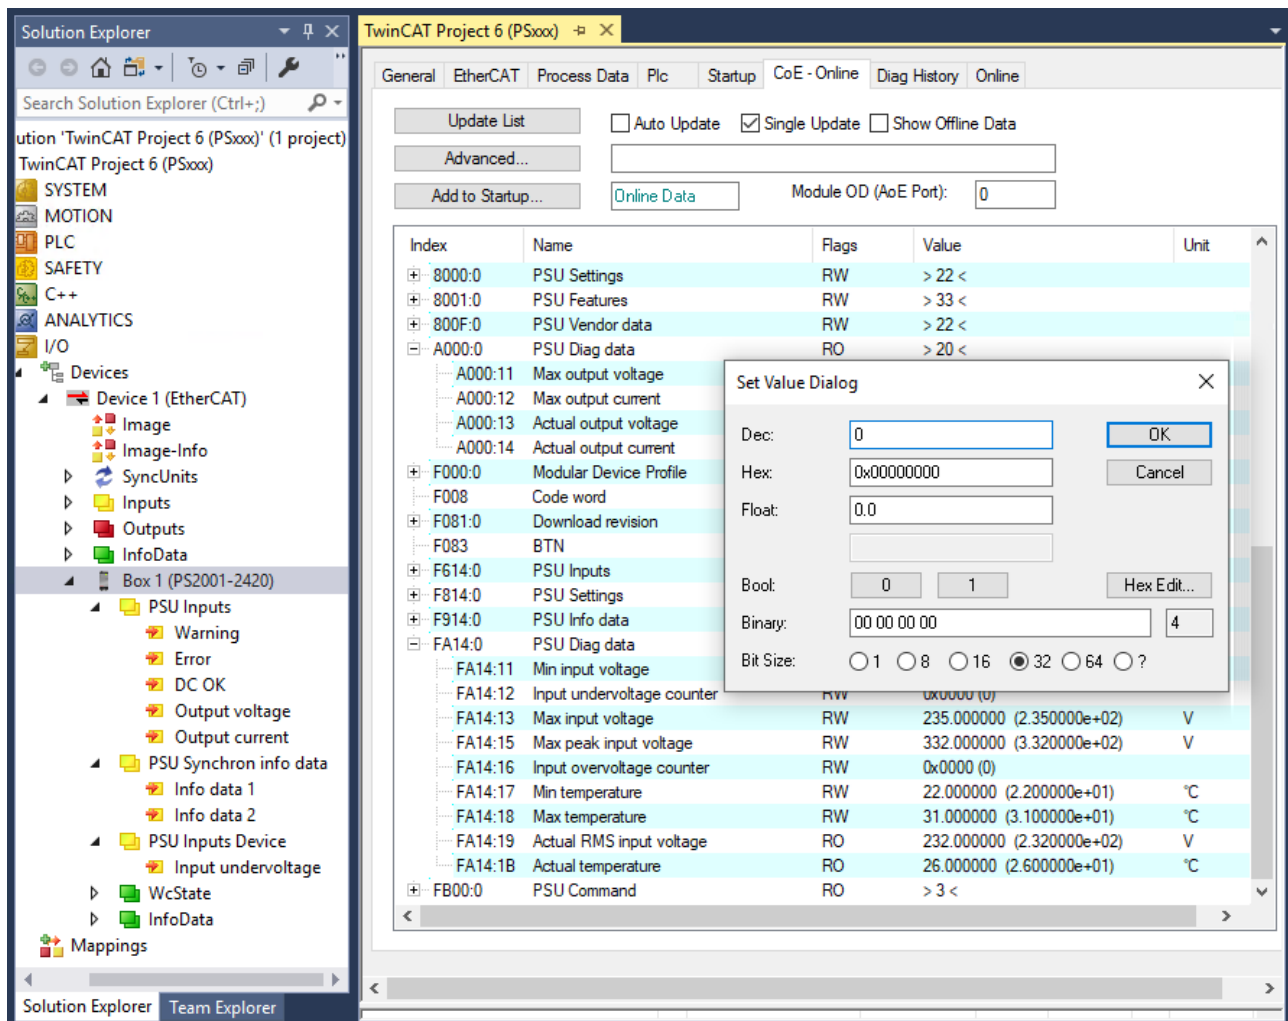 Solution Explorer
Search Solution Explorer (Ctrl+;)
ution 'TwinCAT Project 6 (PSxxx)' (1 project)
TwinCAT Project 6 (PSxxx)
SYSTEM
MOTION
PLC
SAFETY
C++
ANALYTICS
I/O
Devices
Device 1 (EtherCAT)
Image
Image-Info
SyncUnits
Inputs
Outputs
InfoData
Box 1 (PS2001-2420)
PSU Inputs
Warning
Error
DC OK
Output voltage
Output current
PSU Synchron info data
Info data 1
Info data 2
PSU Inputs Device
Input undervoltage
WcState
InfoData
Mappings
Solution Explorer Team Explorer
TwinCAT Project 6 (PSxxx)
General EtherCAT Process Data Plc Startup CoE - Online Diag History Online
Update List Auto Update Single Update Show Offline Data
Advanced...
Add to Startup... Online Data Module OD (AoE Port): 0
Index Name Flags Value Unit
8000:0 PSU Settings RW > 22 <
8001:0 PSU Features RW > 33 <
800F:0 PSU Vendor data RW > 22 <
A000:0 PSU Diag data RO > 20 <
A000:11 Max output voltage
A000:12 Max output current
A000:13 Actual output voltage
A000:14 Actual output current
F000:0 Modular Device Profile
F008 Code word
F081:0 Download revision
F083 BTN
F614:0 PSU Inputs
F814:0 PSU Settings
F914:0 PSU Info data
FA14:0 PSU Diag data
FA14:11 Min input voltage
FA14:12 Input undervoltage counter RW 0x0000 (0)
FA14:13 Max input voltage RW 235.000000 (2.350000e+02) V
FA14:15 Max peak input voltage RW 332.000000 (3.320000e+02) V
FA14:16 Input overvoltage counter RW 0x0000 (0)
FA14:17 Min temperature RW 22.000000 (2.200000e+01) °C
FA14:18 Max temperature RW 31.000000 (3.100000e+01) °C
FA14:19 Actual RMS input voltage RO 232.000000 (2.320000e+02) V
FA14:1B Actual temperature RO 26.000000 (2.600000e+01) °C
FB00:0 PSU Command RO > 3 <
Set Value Dialog
Dec: 0 OK
Hex: 0x00000000 Cancel
Float: 0.0
Bool: 0 1 Hex Edit...
Binary: 00 00 00 00 4
Bit Size: 1 8 16 32 64 ?